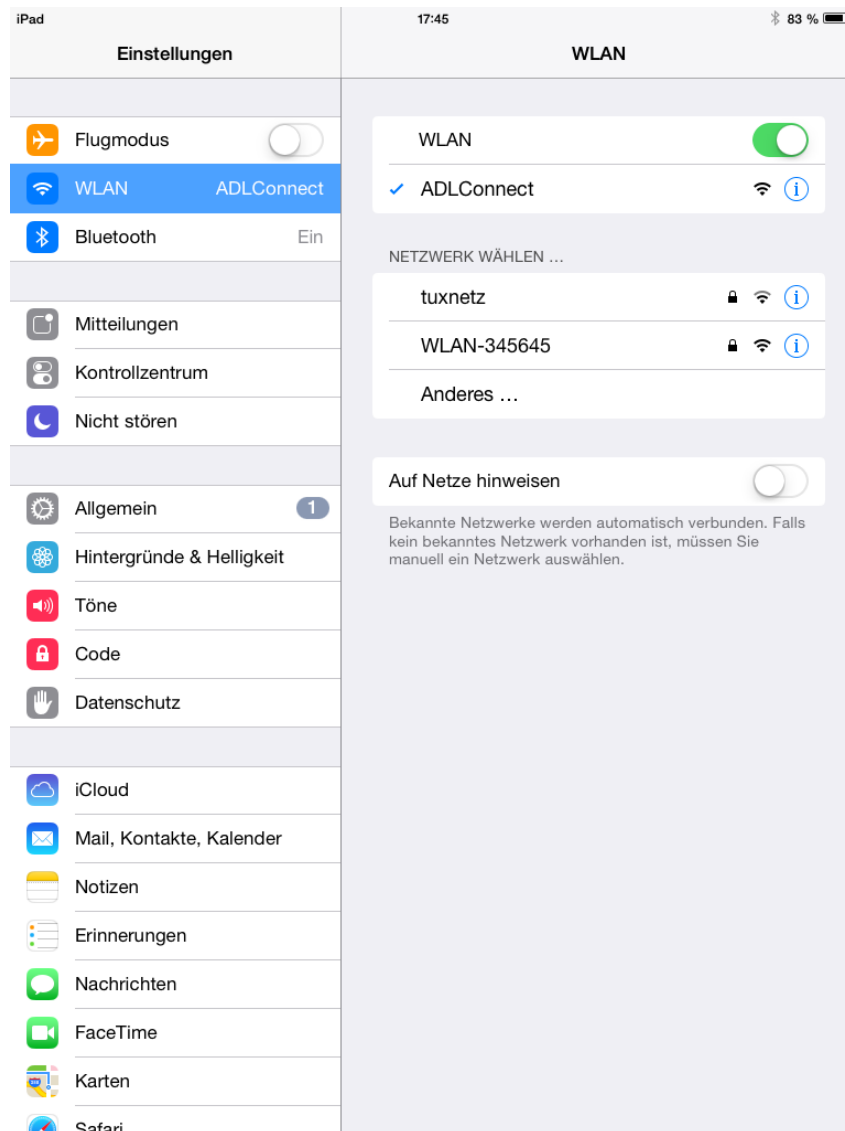 iPad
17:45
83 %
Einstellungen
WLAN
Flugmodus
WLAN ADLConnect
Bluetooth Ein
Mitteilungen
Kontrollzentrum
Nicht stören
Allgemein 1
Hintergründe & Helligkeit
Töne
Code
Datenschutz
iCloud
Mail, Kontakte, Kalender
Notizen
Erinnerungen
Nachrichten
FaceTime
Karten
Safari
WLAN
ADLConnect
NETZWERK WÄHLEN ...
tuxnetz
WLAN-345645
Anderes ...
Auf Netze hinweisen
Bekannte Netzwerke werden automatisch verbunden. Falls
kein bekanntes Netzwerk vorhanden ist, müssen Sie
manuell ein Netzwerk auswählen.